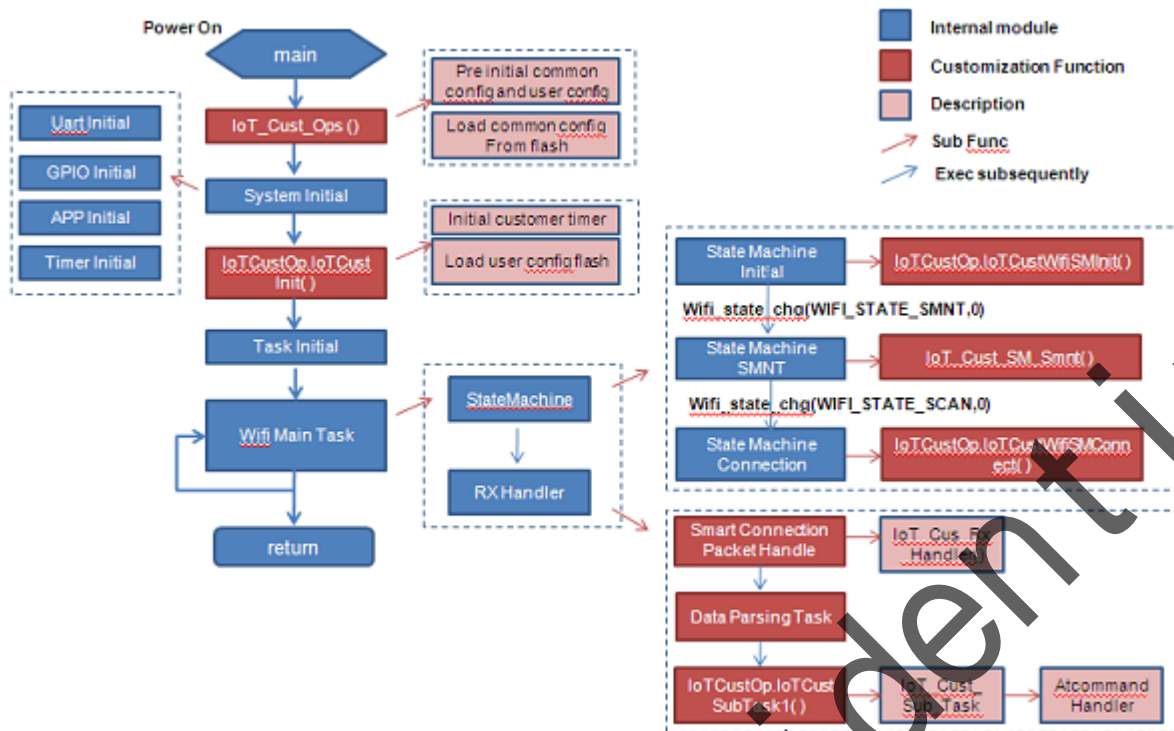 Power On
main
IoT_Cust_Ops ()
System Initial
IoTCustOp.IoTCust
Init( )
Task Initial
Wifi Main Task
return
Uart Initial
GPIO Initial
APP Initial
Timer Initial
Pre initial common
config and user config
Load common config
From flash
Initial customer timer
Load user config flash
StateMachine
RX Handler
Internal module
Customization Function
Description
Sub Func
Exec subsequently
State Machine
Initial
IoTCustOp.IoTCustWifiSMInit( )
Wifi_state_chg(WIFI_STATE_SMNT,0)
State Machine
SMNT
IoT_Cust_SM_Smnt( )
Wifi_state_chg(WIFI_STATE_SCAN,0)
State Machine
Connection
IoTCustOp.IoTCustWifiSMConn
ect( )
Smart Connection
Packet Handle
IoT_Cus_Rx
Handler()
Data Parsing Task
IoTCustOp.IoTCust
SubTask1( )
IoT_Cust_
Sub_Task
Atcommand
Handler